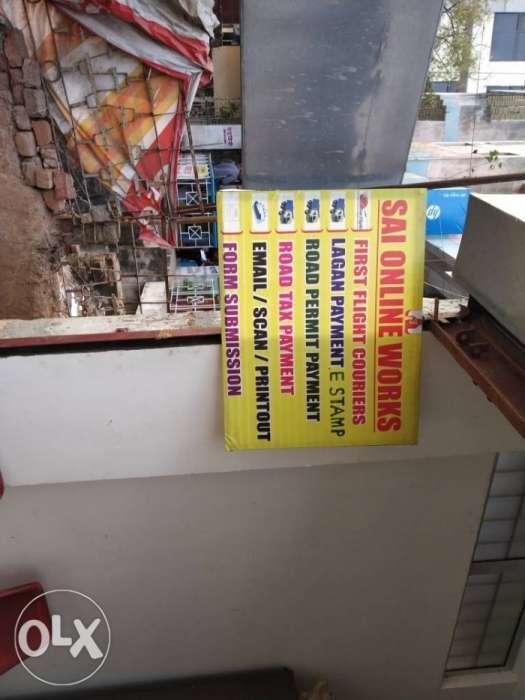 SAI ONLINE WORKS
FIRST FLIGHT COURIERS
LAGAN PAYMENT, E STAMP
ROAD PERMIT PAYMENT
ROAD TAX PAYMENT
EMAIL / SCAN / PRINTOUT
FORM SUBMISSION
hp
OLX